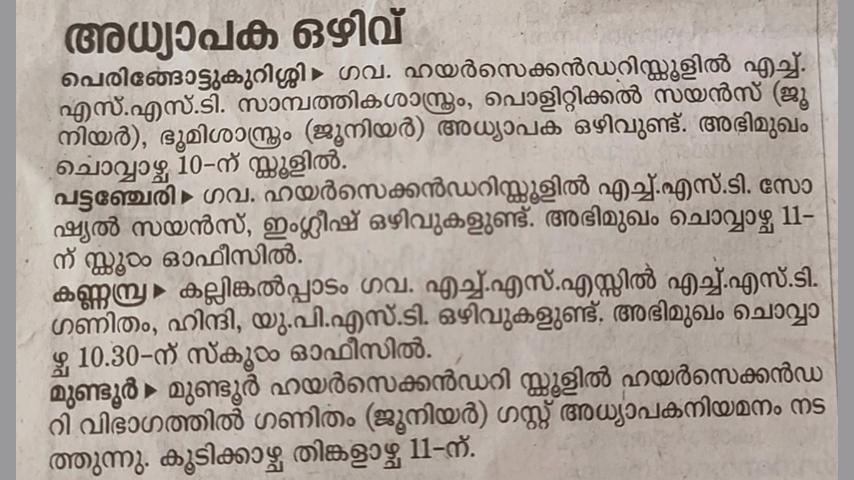 അധ്യാപക ഒഴിവ്
പെരിങ്ങോട്ടുകുറിശ്ശി▸ ഗവ. ഹയർസെക്കൻഡറിസ്കൂളിൽ എച്ച്.
എസ്.എസ്.ടി. സാമ്പത്തികശാസ്ത്രം, പൊളിറ്റിക്കൽ സയൻസ് (ജൂ
നിയർ), ഭൂമിശാസ്ത്രം (ജൂനിയർ) അധ്യാപക ഒഴിവുണ്ട്. അഭിമുഖം
ചൊവ്വാഴ്ച 10-ന് സ്കൂളിൽ.
പട്ടഞ്ചേരി▸ ഗവ. ഹയർസെക്കൻഡറിസ്കൂളിൽ എച്ച്.എസ്.ടി. സോ
ഷ്യൽ സയൻസ്, ഇംഗ്ലീഷ് ഒഴിവുകളുണ്ട്. അഭിമുഖം ചൊവ്വാഴ്ച 11-
ന് സ്കൂൾ ഓഫീസിൽ.
കണ്ണമ്പ്ര▸ കല്ലിങ്കൽപ്പാടം ഗവ. എച്ച്.എസ്.എസ്സിൽ എച്ച്.എസ്.ടി.
ഗണിതം, ഹിന്ദി, യു.പി.എസ്.ടി. ഒഴിവുകളുണ്ട്. അഭിമുഖം ചൊവ്വാ
ഴ്ച 10.30-ന് സ്കൂൾ ഓഫീസിൽ.
മുണ്ടൂർ▸ മുണ്ടൂർ ഹയർസെക്കൻഡറി സ്കൂളിൽ ഹയർസെക്കൻഡ
റി വിഭാഗത്തിൽ ഗണിതം (ജൂനിയർ) ഗസ്റ്റ് അധ്യാപകനിയമനം നട
ത്തുന്നു. കൂടിക്കാഴ്ച തിങ്കളാഴ്ച 11-ന്.